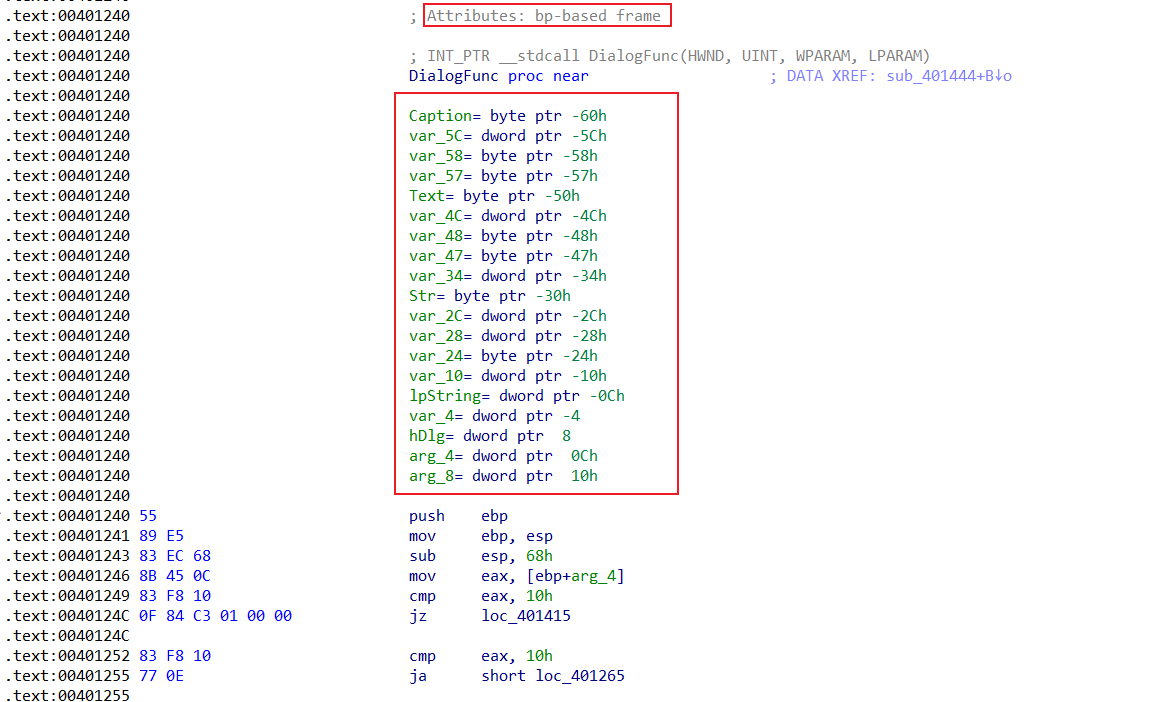 .text:00401240 ; Attributes: bp-based frame
.text:00401240
.text:00401240 ; INT_PTR __stdcall DialogFunc(HWND, UINT, WPARAM, LPARAM)
.text:00401240 DialogFunc proc near ; DATA XREF: sub_401444+B↓o
.text:00401240
.text:00401240 Caption= byte ptr -60h
.text:00401240 var_5C= dword ptr -5Ch
.text:00401240 var_58= byte ptr -58h
.text:00401240 var_57= byte ptr -57h
.text:00401240 Text= byte ptr -50h
.text:00401240 var_4C= dword ptr -4Ch
.text:00401240 var_48= byte ptr -48h
.text:00401240 var_47= byte ptr -47h
.text:00401240 var_34= dword ptr -34h
.text:00401240 Str= byte ptr -30h
.text:00401240 var_2C= dword ptr -2Ch
.text:00401240 var_28= dword ptr -28h
.text:00401240 var_24= byte ptr -24h
.text:00401240 var_10= dword ptr -10h
.text:00401240 lpString= dword ptr -0Ch
.text:00401240 var_4= dword ptr -4
.text:00401240 hDlg= dword ptr  8
.text:00401240 arg_4= dword ptr  0Ch
.text:00401240 arg_8= dword ptr  10h
.text:00401240
.text:00401240 55 push ebp
.text:00401241 89 E5 mov ebp, esp
.text:00401243 83 EC 68 sub esp, 68h
.text:00401246 8B 45 0C mov eax, [ebp+arg_4]
.text:00401249 83 F8 10 cmp eax, 10h
.text:0040124C 0F 84 C3 01 00 00 jz loc_401415
.text:0040124C
.text:00401252 83 F8 10 cmp eax, 10h
.text:00401255 77 0E ja short loc_401265
.text:00401255